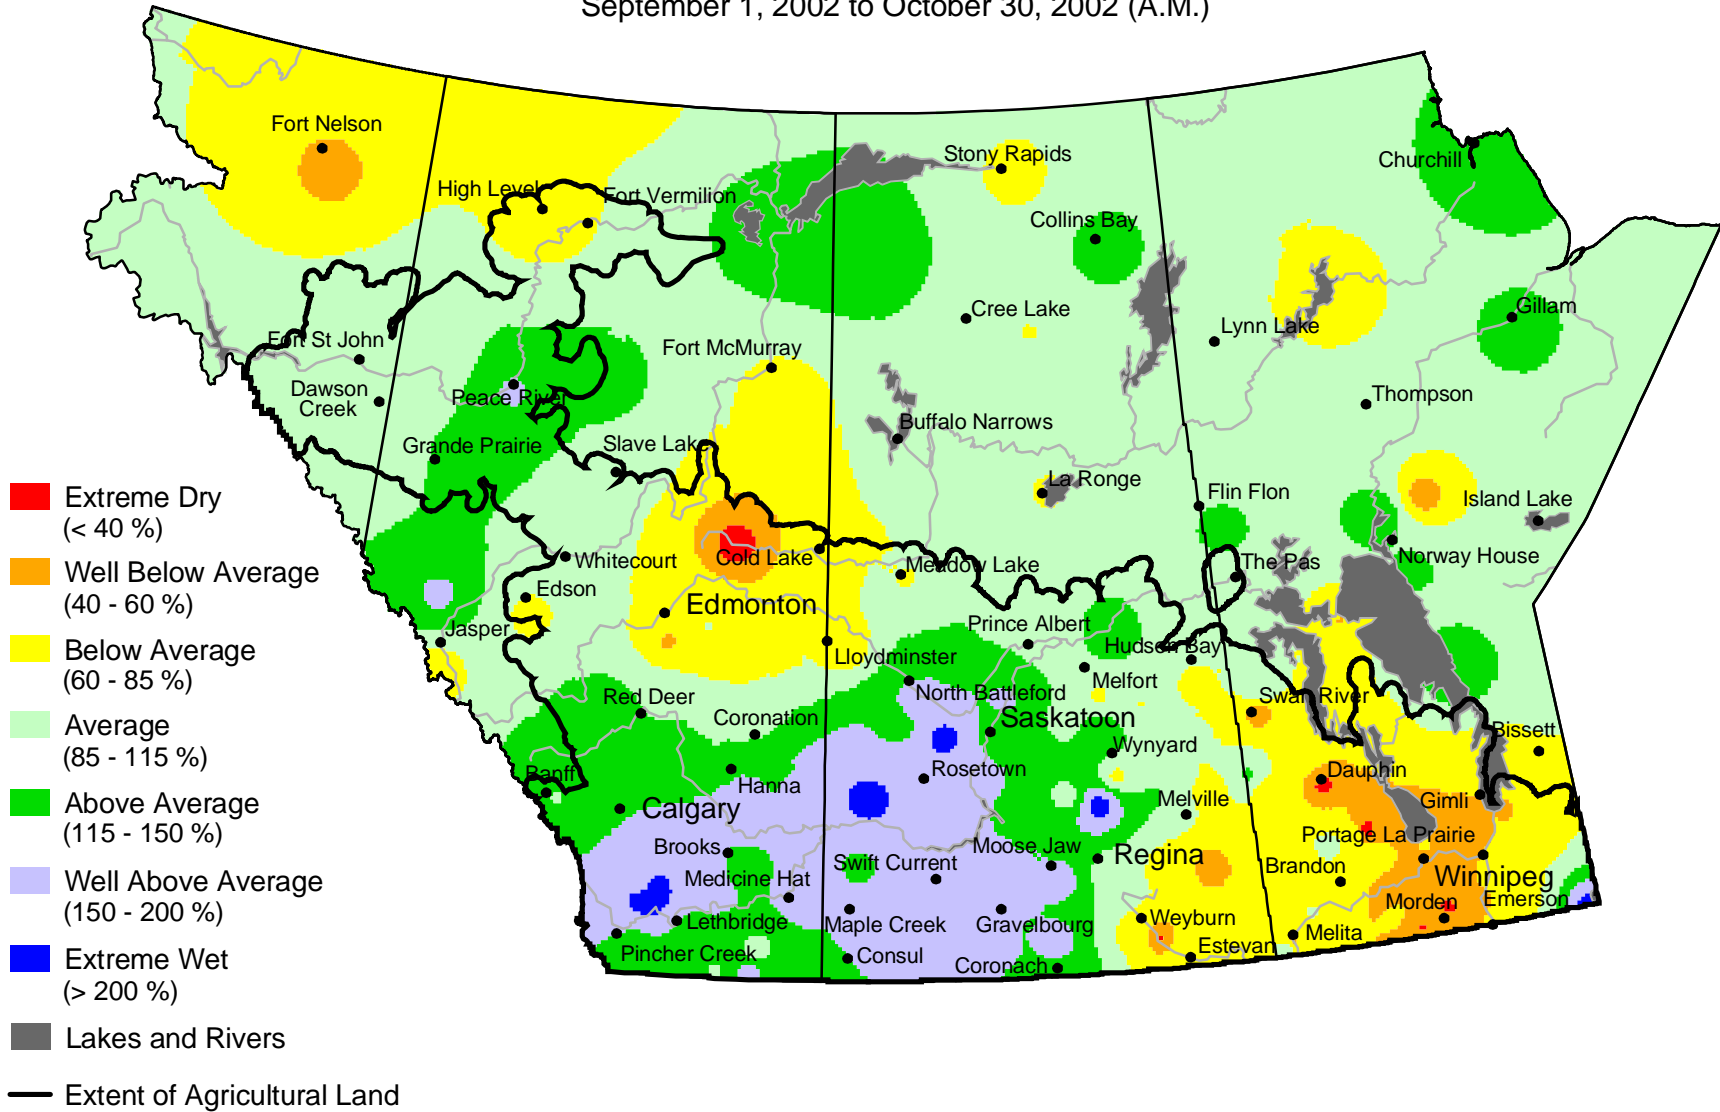 September 1, 2002 to October 30, 2002 (A.M.)
Fort Nelson
High Level
Fort Vermilion
Stony Rapids
Churchill
Collins Bay
Cree Lake
Lynn Lake
Gillam
Fort St John
Fort McMurray
Dawson
Creek
Peace River
Thompson
Buffalo Narrows
Grande Prairie
Slave Lake
La Ronge
Flin Flon
Island Lake
Whitecourt
Cold Lake
Meadow Lake
The Pas
Norway House
Edson
Edmonton
Jasper
Prince Albert
Hudson Bay
Lloydminster
Melfort
North Battleford
Swan River
Red Deer
Coronation
Saskatoon
Wynyard
Bissett
Banff
Hanna
Rosetown
Dauphin
Calgary
Melville
Gimli
Brooks
Swift Current
Moose Jaw
Regina
Portage La Prairie
Brandon
Winnipeg
Medicine Hat
Morden
Emerson
Lethbridge
Maple Creek
Gravelbourg
Weyburn
Melita
Pincher Creek
Consul
Coronach
Estevan
Extreme Dry
(< 40 %)
Well Below Average
(40 - 60 %)
Below Average
(60 - 85 %)
Average
(85 - 115 %)
Above Average
(115 - 150 %)
Well Above Average
(150 - 200 %)
Extreme Wet
(> 200 %)
Lakes and Rivers
Extent of Agricultural Land